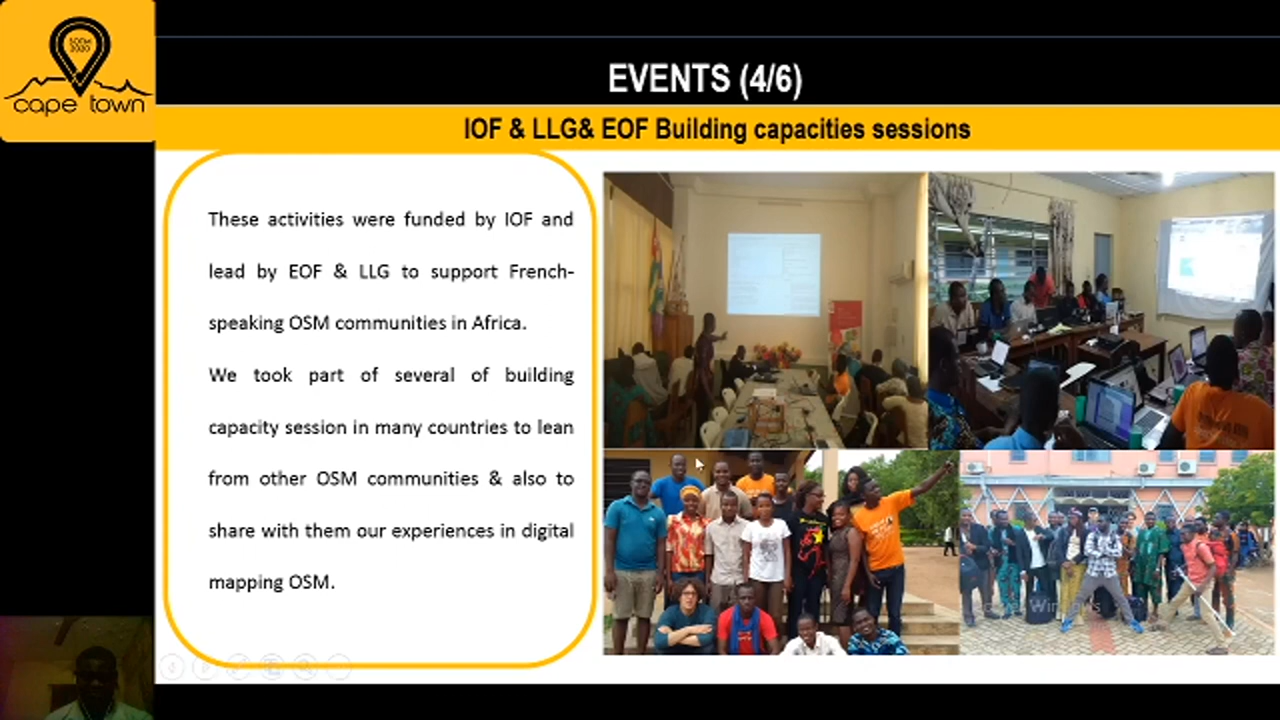 SOTM
2020
cape town
EVENTS (4/6)
IOF & LLG& EOF Building capacities sessions
These activities were funded by IOF and
lead by EOF & LLG to support French-
speaking OSM communities in Africa.
We took part of several of building
capacity session in many countries to lean
from other OSM communities & also to
share with them our experiences in digital
mapping OSM.